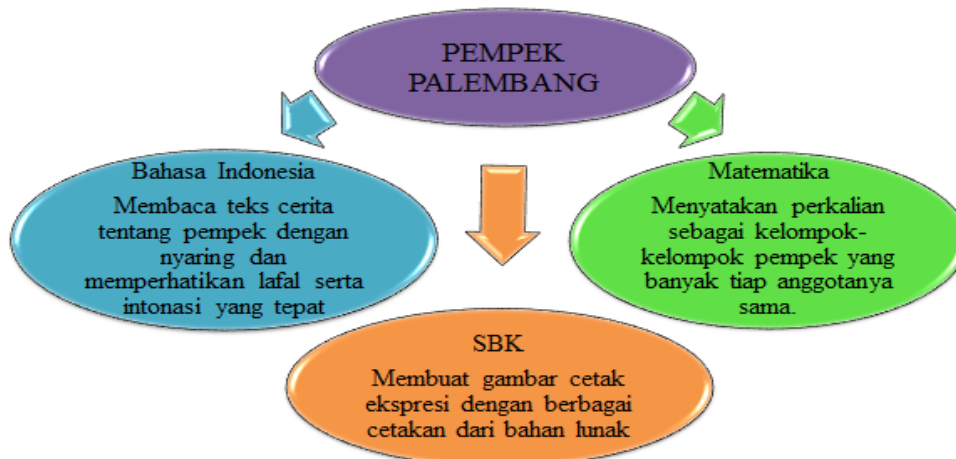 PEMPEK
PALEMBANG
Bahasa Indonesia
Membaca teks cerita
tentang pempek dengan
nyaring dan
memperhatikan lafal serta
intonasi yang tepat
Matematika
Menyatakan perkalian
sebagai kelompok-
kelompok pempek yang
banyak tiap anggotanya
sama.
SBK
Membuat gambar cetak
ekspresi dengan berbagai
cetakan dari bahan lunak